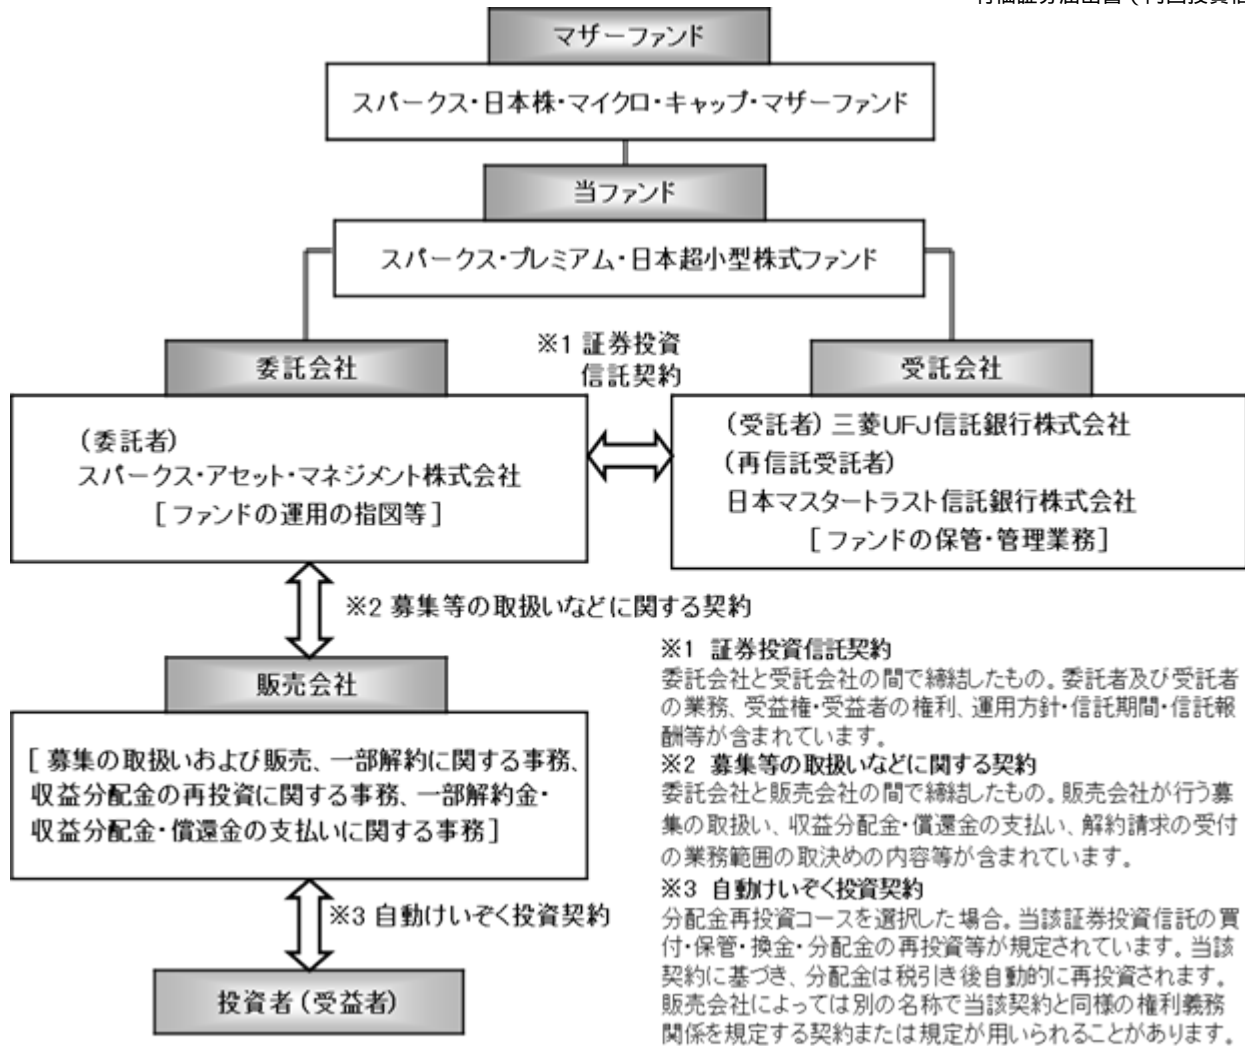 マザーファンド
スパークス・日本株・マイクロ・キャップ・マザーファンド
当ファンド
スパークス・プレミアム・日本超小型株式ファンド
※1 証券投資
信託契約
委託会社
(委託者)
スパークス・アセット・マネジメント株式会社
[ファンドの運用の指図等]
受託会社
(受託者) 三菱UFJ信託銀行株式会社
(再信託受託者)
日本マスタートラスト信託銀行株式会社
[ファンドの保管・管理業務]
※2 募集等の取扱いなどに関する契約
販売会社
[募集の取扱いおよび販売、一部解約に関する事務、
収益分配金の再投資に関する事務、一部解約金・
収益分配金・償還金の支払いに関する事務]
※3 自動けいぞく投資契約
投資者(受益者)
※1 証券投資信託契約
委託会社と受託会社の間で締結したもの。委託者及び受託者
の業務、受益権・受益者の権利、運用方針・信託期間・信託報
酬等が含まれています。
※2 募集等の取扱いなどに関する契約
委託会社と販売会社の間で締結したもの。販売会社が行う募
集の取扱い、収益分配金・償還金の支払い、解約請求の受付
の業務範囲の取決めの内容等が含まれています。
※3 自動けいぞく投資契約
分配金再投資コースを選択した場合。当該証券投資信託の買
付・保管・換金・分配金の再投資等が規定されています。当該
契約に基づき、分配金は税引き後自動的に再投資されます。
販売会社によっては別の名称で当該契約と同様の権利義務
関係を規定する契約または規定が用いられることがあります。